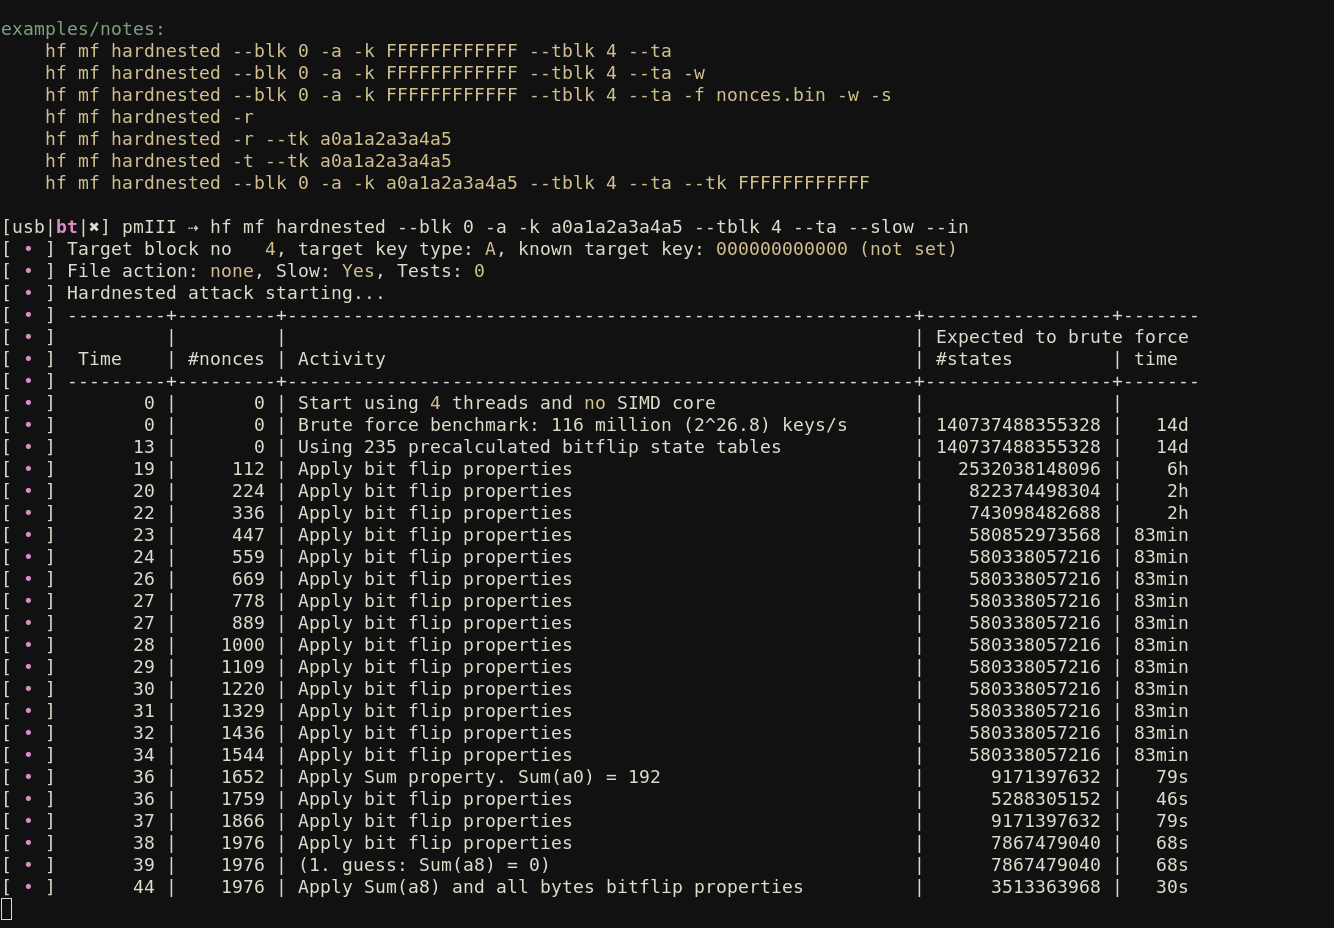 examples/notes:
    hf mf hardnested --blk 0 -a -k FFFFFFFFFFFF --tblk 4 --ta
    hf mf hardnested --blk 0 -a -k FFFFFFFFFFFF --tblk 4 --ta -w
    hf mf hardnested --blk 0 -a -k FFFFFFFFFFFF --tblk 4 --ta -f nonces.bin -w -s
    hf mf hardnested -r
    hf mf hardnested -r --tk a0a1a2a3a4a5
    hf mf hardnested -t --tk a0a1a2a3a4a5
    hf mf hardnested --blk 0 -a -k a0a1a2a3a4a5 --tblk 4 --ta --tk FFFFFFFFFFFF

[usb|bt|✖] pmIII ⇢ hf mf hardnested --blk 0 -a -k a0a1a2a3a4a5 --tblk 4 --ta --slow --in
[ • ] Target block no   4, target key type: A, known target key: 000000000000 (not set)
[ • ] File action: none, Slow: Yes, Tests: 0
[ • ] Hardnested attack starting...
[ • ] ---------+---------+---------------------------------------------------------+-----------------+-------
[ • ]          |         |                                                         | Expected to brute force
[ • ]  Time    | #nonces | Activity                                                | #states         | time
[ • ] ---------+---------+---------------------------------------------------------+-----------------+-------
[ • ]        0 |       0 | Start using 4 threads and no SIMD core                  |                 |
[ • ]        0 |       0 | Brute force benchmark: 116 million (2^26.8) keys/s      | 140737488355328 |   14d
[ • ]       13 |       0 | Using 235 precalculated bitflip state tables            | 140737488355328 |   14d
[ • ]       19 |     112 | Apply bit flip properties                               |   2532038148096 |    6h
[ • ]       20 |     224 | Apply bit flip properties                               |    822374498304 |    2h
[ • ]       22 |     336 | Apply bit flip properties                               |    743098482688 |    2h
[ • ]       23 |     447 | Apply bit flip properties                               |    580852973568 | 83min
[ • ]       24 |     559 | Apply bit flip properties                               |    580338057216 | 83min
[ • ]       26 |     669 | Apply bit flip properties                               |    580338057216 | 83min
[ • ]       27 |     778 | Apply bit flip properties                               |    580338057216 | 83min
[ • ]       27 |     889 | Apply bit flip properties                               |    580338057216 | 83min
[ • ]       28 |    1000 | Apply bit flip properties                               |    580338057216 | 83min
[ • ]       29 |    1109 | Apply bit flip properties                               |    580338057216 | 83min
[ • ]       30 |    1220 | Apply bit flip properties                               |    580338057216 | 83min
[ • ]       31 |    1329 | Apply bit flip properties                               |    580338057216 | 83min
[ • ]       32 |    1436 | Apply bit flip properties                               |    580338057216 | 83min
[ • ]       34 |    1544 | Apply bit flip properties                               |    580338057216 | 83min
[ • ]       36 |    1652 | Apply Sum property. Sum(a0) = 192                       |      9171397632 |   79s
[ • ]       36 |    1759 | Apply bit flip properties                               |      5288305152 |   46s
[ • ]       37 |    1866 | Apply bit flip properties                               |      9171397632 |   79s
[ • ]       38 |    1976 | Apply bit flip properties                               |      7867479040 |   68s
[ • ]       39 |    1976 | (1. guess: Sum(a8) = 0)                                 |      7867479040 |   68s
[ • ]       44 |    1976 | Apply Sum(a8) and all bytes bitflip properties          |      3513363968 |   30s